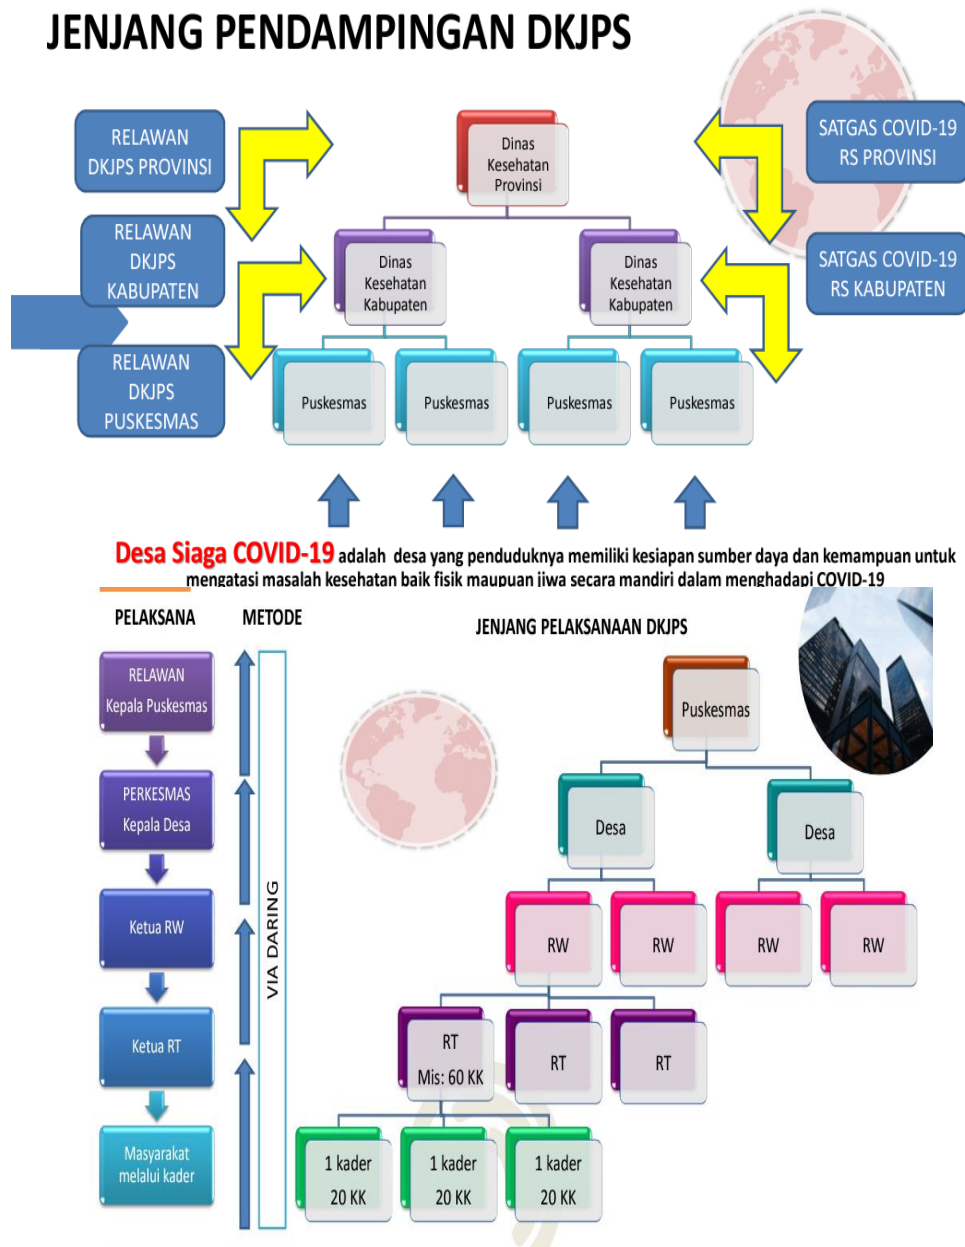 JENJANG PENDAMPINGAN DKJPS
RELAWAN
DKJPS PROVINSI
Dinas
Kesehatan
Provinsi
SATGAS COVID-19
RS PROVINSI
RELAWAN
DKJPS
KABUPATEN
Dinas
Kesehatan
Kabupaten
Dinas
Kesehatan
Kabupaten
SATGAS COVID-19
RS KABUPATEN
RELAWAN
DKJPS
PUSKESMAS
Puskesmas
Puskesmas
Puskesmas
Puskesmas
Desa Siaga COVID-19 adalah desa yang penduduknya memiliki kesiapan sumber daya dan kemampuan untuk
mengatasi masalah kesehatan baik fisik maupuan jiwa secara mandiri dalam menghadapi COVID-19
PELAKSANA
METODE
JENJANG PELAKSANAAN DKJPS
RELAWAN
Kepala Puskesmas
PERKESMAS
Kepala Desa
Ketua RW
Ketua RT
Masyarakat
melalui kader
VIA DARING
Puskesmas
Desa
Desa
RW
RW
RW
RW
RT
Mis: 60 KK
RT
RT
1 kader
20 KK
1 kader
20 KK
1 kader
20 KK